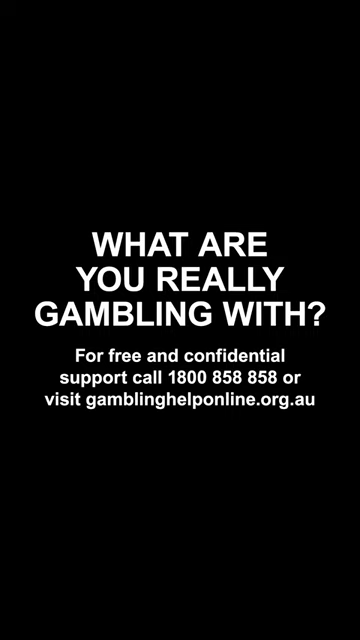 WHAT ARE
YOU REALLY
GAMBLING WITH?
For free and confidential
support call 1800 858 858 or
visit gamblinghelponline.org.au